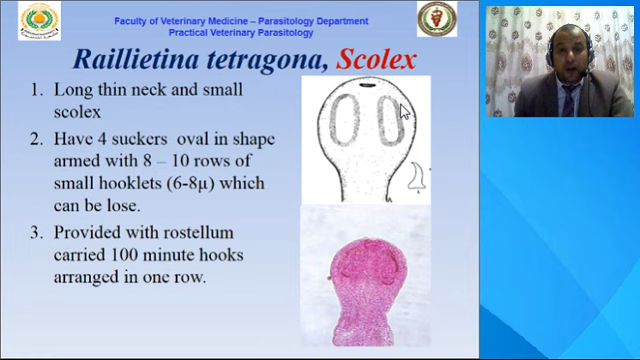 Faculty of Veterinary Medicine – Parasitology Department
Practical Veterinary Parasitology
Raillietina tetragona, Scolex
1. Long thin neck and small
scolex
2. Have 4 suckers oval in shape
armed with 8 – 10 rows of
small hooklets (6-8µ) which
can be lose.
3. Provided with rostellum
carried 100 minute hooks
arranged in one row.